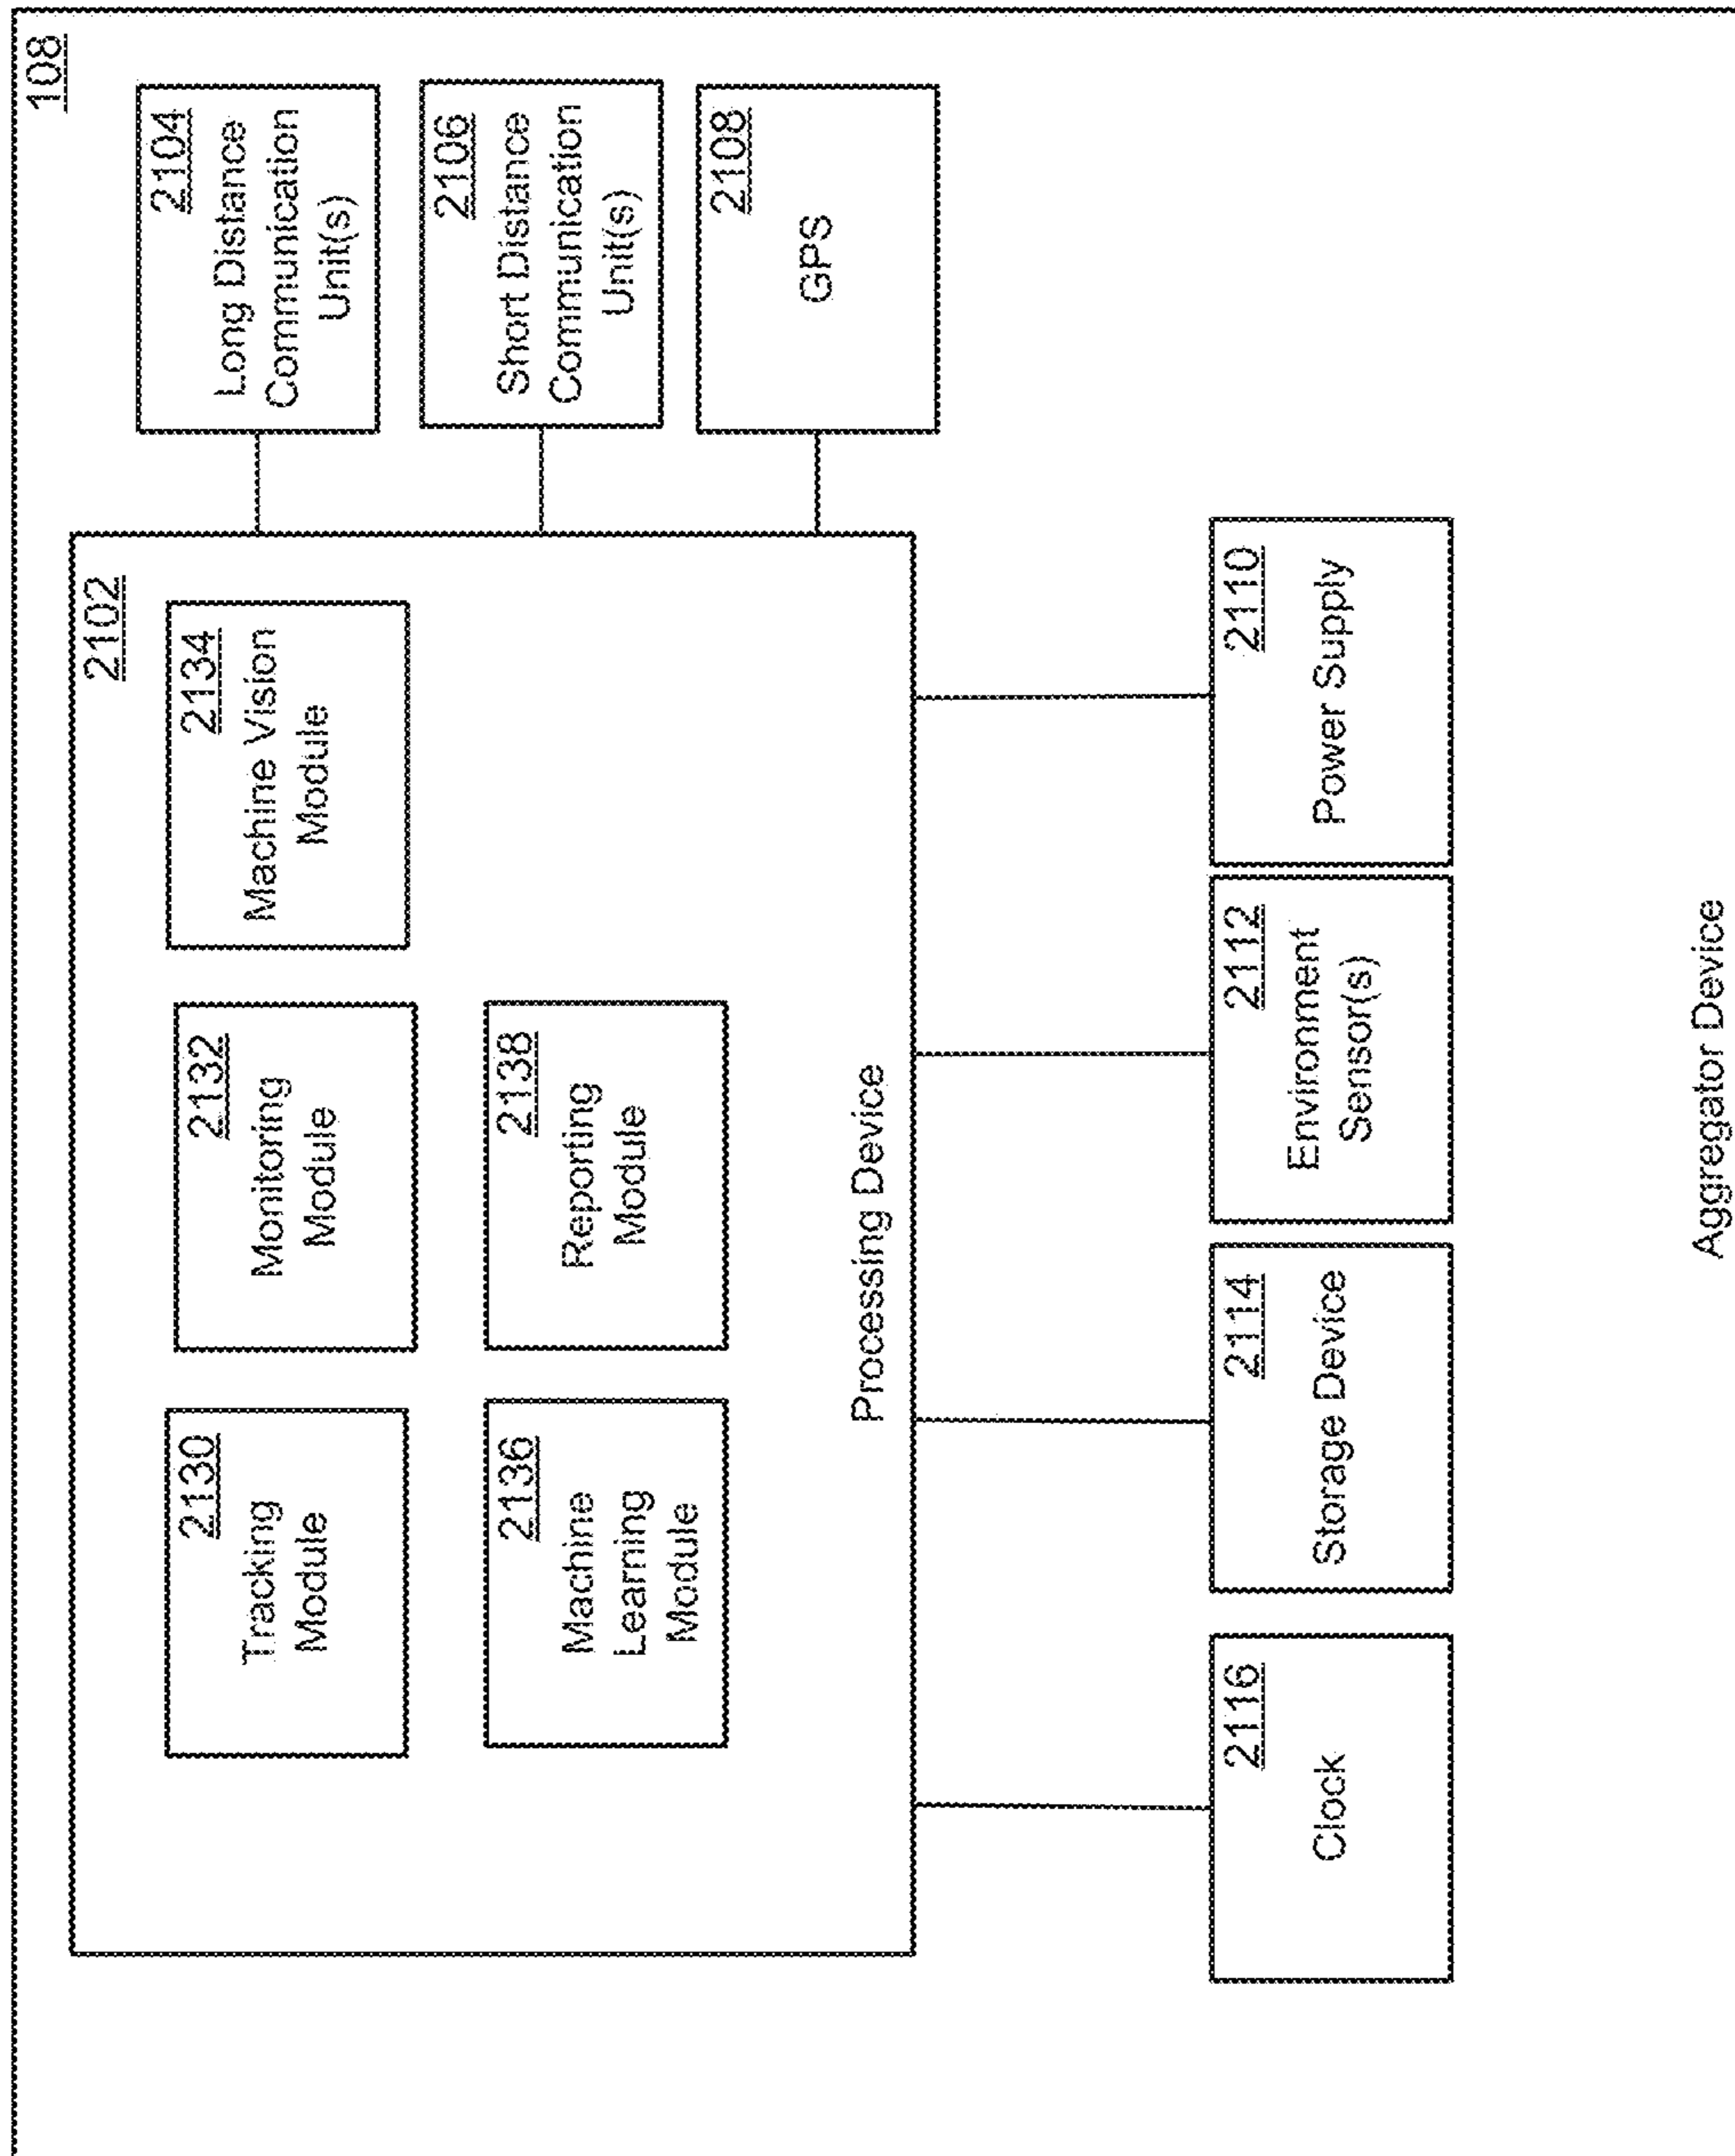 108
2102
2130
Tracking
Module
2132
Monitoring
Module
2134
Machine Vision
Module
2136
Machine
Learning
Module
2138
Reporting
Module
Processing Device
2104
Long Distance
Communication
Unit(s)
2106
Short Distance
Communication
Unit(s)
2108
GPS
2116
Clock
2114
Storage Device
2112
Environment
Sensor(s)
2110
Power Supply
Aggregator Device